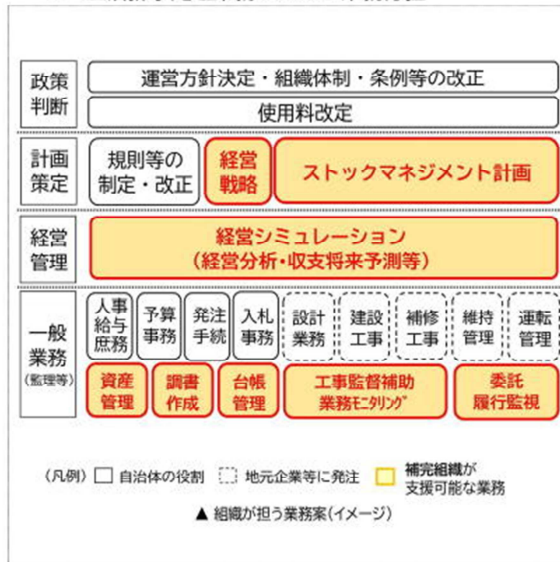 政策
判断
運営方針決定・組織体制・条例等の改正
使用料改定
計画
策定
規則等の
制定・改正
経営
戦略
ストックマネジメント計画
経営
管理
経営シミュレーション
(経営分析・収支将来予測等)
一般
業務
(監理等)
人事
給与
庶務
予算
事務
発注
手続
入札
事務
設計
業務
建設
工事
補修
工事
維持
管理
運転
管理
資産
管理
調書
作成
台帳
管理
工事監督補助
業務モニタリング
委託
履行監視
(凡例) 自治体の役割 地元企業等に発注 補完組織が
支援可能な業務
▲ 組織が担う業務案(イメージ)